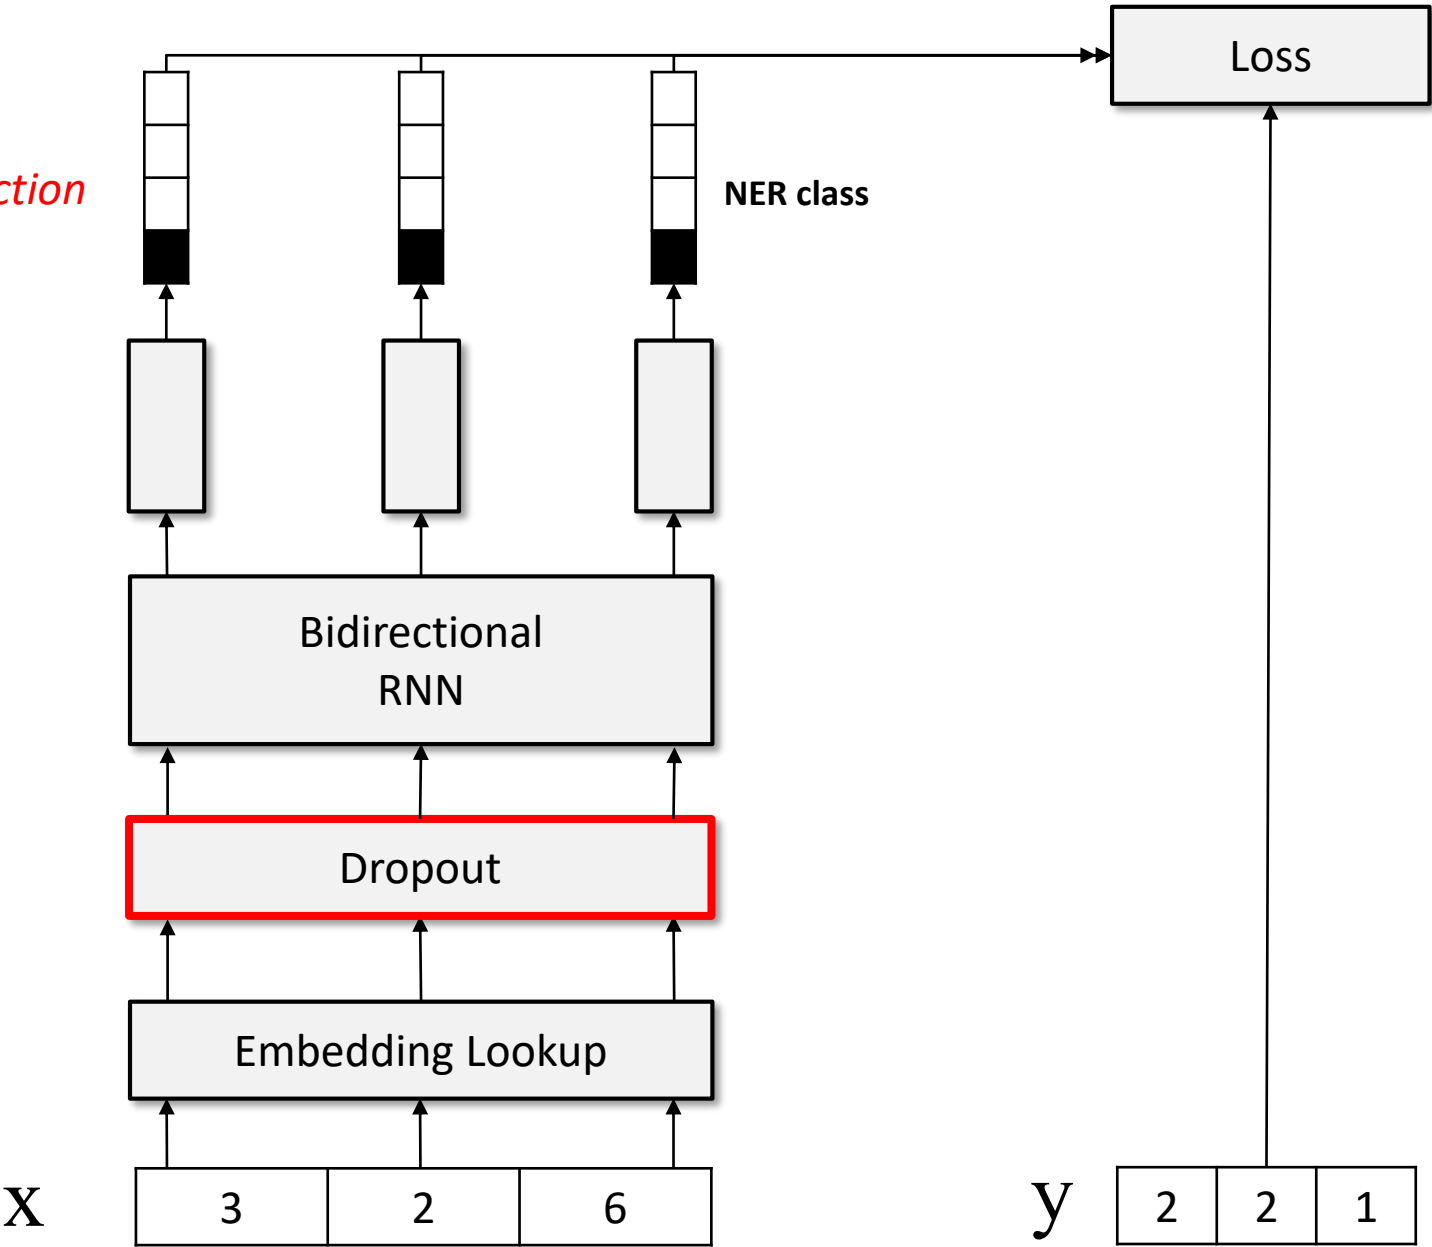 Loss
ction
NER class
Bidirectional
RNN
Dropout
Embedding Lookup
x 3 2 6
y 2 2 1